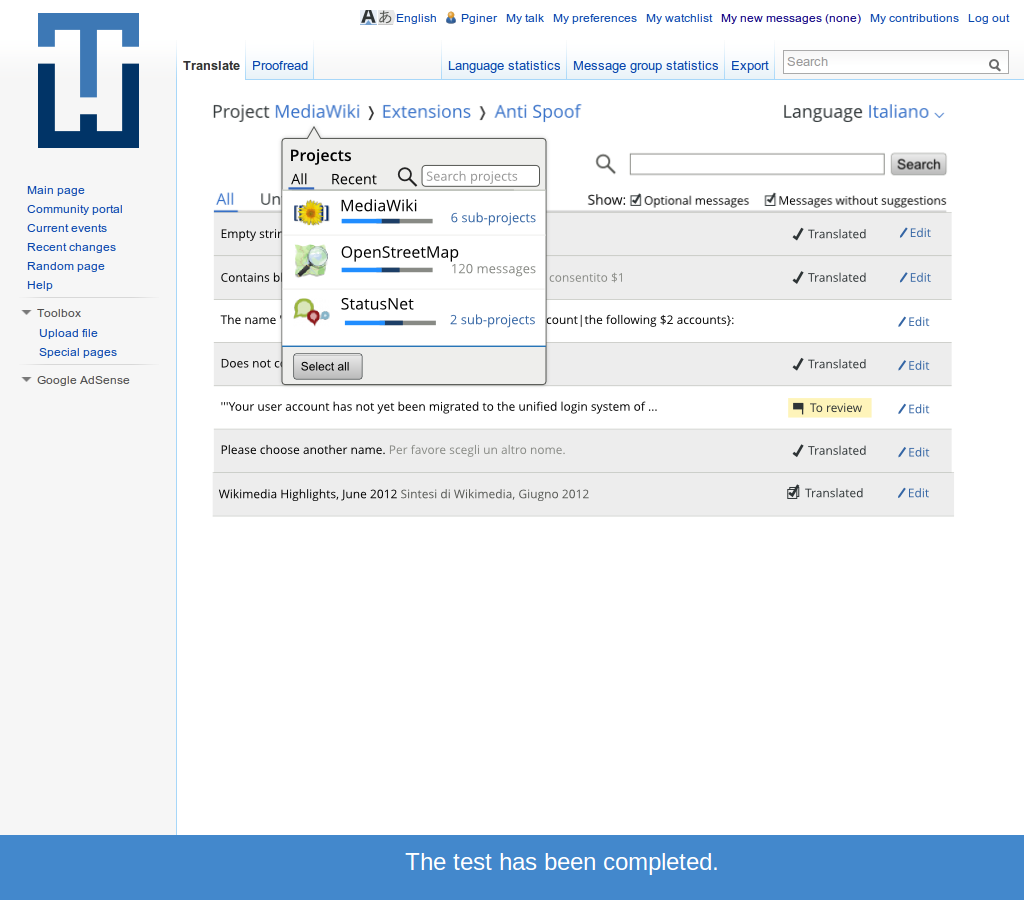 Aあ English Pginer My talk My preferences My watchlist My new messages (none) My contributions Log out
Translate Proofread Language statistics Message group statistics Export Search
Project MediaWiki ❭ Extensions ❭ Anti Spoof Language Italiano
Projects
All Recent Search projects
Search
Main page
Community portal
Current events
Recent changes
Random page
Help
Toolbox
Upload file
Special pages
Google AdSense
All Un
Show: Optional messages Messages without suggestions
MediaWiki
6 sub-projects
OpenStreetMap
120 messages
StatusNet
2 sub-projects
Select all
Empty Translated Edit
Contains consentito $1 Translated Edit
The name count|the following $2 accounts}: Edit
Does not Translated Edit
'''Your user account has not yet been migrated to the unified login system of ... To review Edit
Please choose another name. Per favore scegli un altro nome. Translated Edit
Wikimedia Highlights, June 2012 Sintesi di Wikimedia, Giugno 2012 Translated Edit
The test has been completed.